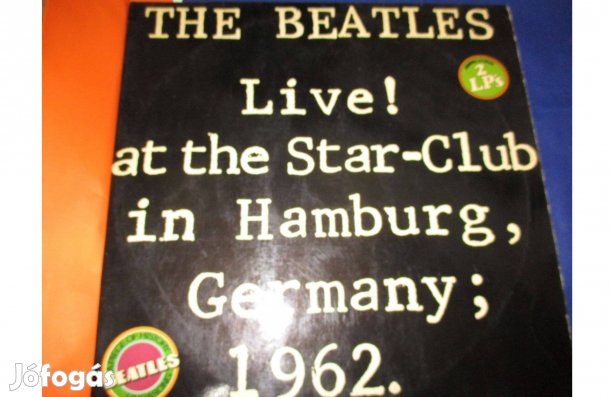 THE BEATLES
2
LP's
Live!
at the Star-Club
in Hamburg,
Germany;
1962.
BEATLES
Jófogás